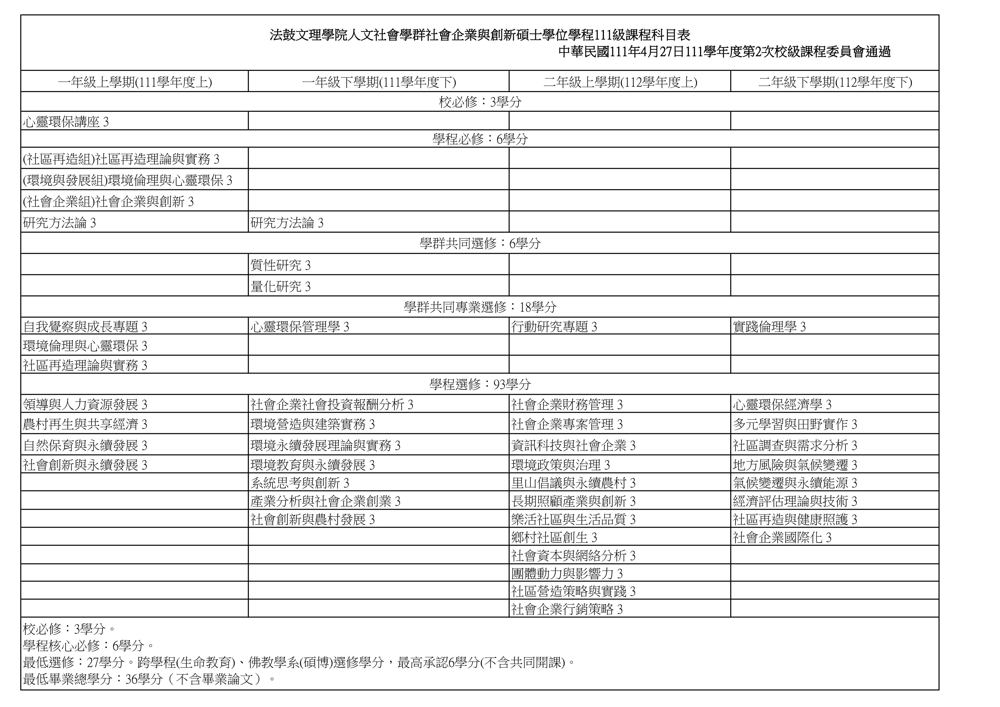 法鼓文理學院人文社會學群社會企業與創新碩士學位學程111級課程科目表
中華民國111年4月27日111學年度第2次校級課程委員會通過
一年級上學期(111學年度上) 一年級下學期(111學年度下) 二年級上學期(112學年度上) 二年級下學期(112學年度下)
校必修：3學分
心靈環保講座 3
學程必修：6學分
(社區再造組)社區再造理論與實務 3
(環境與發展組)環境倫理與心靈環保 3
(社會企業組)社會企業與創新 3
研究方法論 3 研究方法論 3
學群共同選修：6學分
質性研究 3
量化研究 3
學群共同專業選修：18學分
自我覺察與成長專題 3 心靈環保管理學 3 行動研究專題 3 實踐倫理學 3
環境倫理與心靈環保 3
社區再造理論與實務 3
學程選修：93學分
領導與人力資源發展 3 社會企業社會投資報酬分析 3 社會企業財務管理 3 心靈環保經濟學 3
農村再生與共享經濟 3 環境營造與建築實務 3 社會企業專案管理 3 多元學習與田野實作 3
自然保育與永續發展 3 環境永續發展理論與實務 3 資訊科技與社會企業 3 社區調查與需求分析 3
社會創新與永續發展 3 環境教育與永續發展 3 環境政策與治理 3 地方風險與氣候變遷 3
系統思考與創新 3 里山倡議與永續農村 3 氣候變遷與永續能源 3
產業分析與社會企業創業 3 長期照顧產業與創新 3 經濟評估理論與技術 3
社會創新與農村發展 3 樂活社區與生活品質 3 社區再造與健康照護 3
鄉村社區創生 3 社會企業國際化 3
社會資本與網絡分析 3
團體動力與影響力 3
社區營造策略與實踐 3
社會企業行銷策略 3
校必修：3學分。
學程核心必修：6學分。
最低選修：27學分。跨學程(生命教育)、佛教學系(碩博)選修學分，最高承認6學分(不含共同開課)。
最低畢業總學分：36學分（不含畢業論文）。